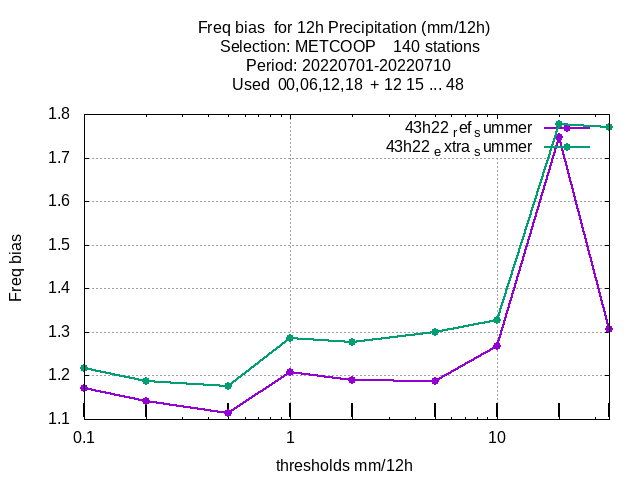 Freq bias  for 12h Precipitation (mm/12h)
Selection: METCOOP    140 stations
Period: 20220701-20220710
Used  00,06,12,18  + 12 15 ... 48
43h22 ref summer
43h22 extra summer
1.8
1.7
1.6
1.5
1.4
1.3
1.2
1.1
Freq bias
0.1 1 10
thresholds mm/12h